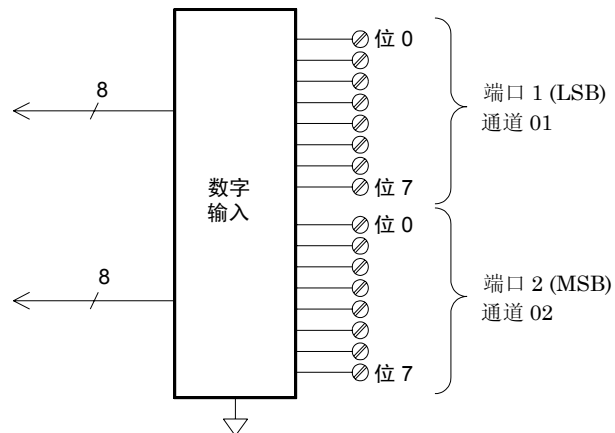 位 0
8
端口 1 (LSB)
通道 01
数字
输入
位 7
位 0
8
端口 2 (MSB)
通道 02
位 7